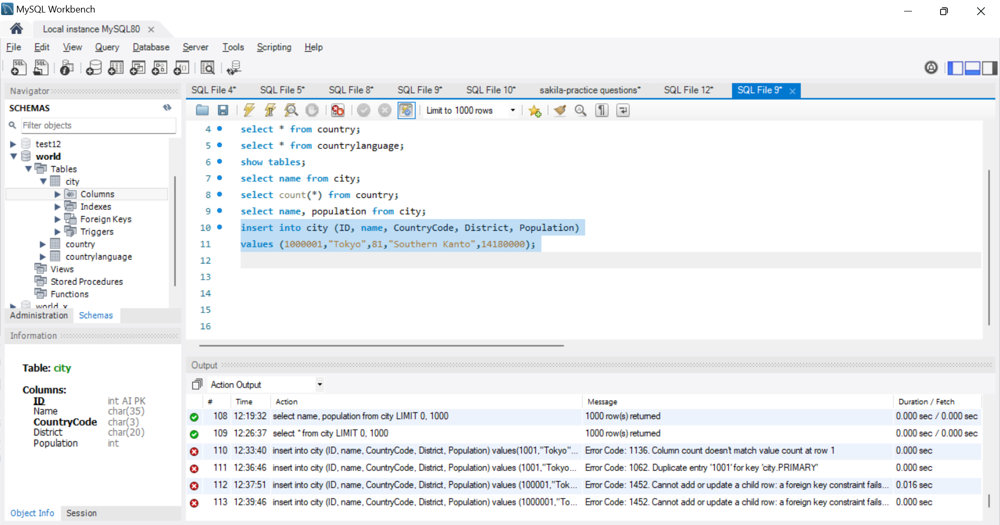 MySQL Workbench
Local instance MySQL80
File Edit View Query Database Server Tools Scripting Help
Navigator
SCHEMAS
Filter objects
test12
world
Tables
city
Columns
Indexes
Foreign Keys
Triggers
country
countrylanguage
Views
Stored Procedures
Functions
world_x
Administration Schemas
Information
Table: city
Columns:
ID int AI PK
Name char(35)
CountryCode char(3)
District char(20)
Population int
Object Info Session
SQL File 4* SQL File 5* SQL File 8* SQL File 9* SQL File 10* sakila-practice questions* SQL File 12* SQL File 9*
Limit to 1000 rows
4 select * from country;
5 select * from countrylanguage;
6 show tables;
7 select name from city;
8 select count(*) from country;
9 select name, population from city;
10 insert into city (ID, name, CountryCode, District, Population)
11 values (1000001,"Tokyo",81,"Southern Kanto",14180000);
12
13
14
15
16
Output
Action Output
# Time Action Message Duration / Fetch
108 12:19:32 select name, population from city LIMIT 0, 1000 1000 row(s) returned 0.000 sec / 0.000 sec
109 12:26:37 select * from city LIMIT 0, 1000 1000 row(s) returned 0.000 sec / 0.000 sec
110 12:33:40 insert into city (ID, name, CountryCode, District, Population) values(1001,"Tokyo"... Error Code: 1136. Column count doesn't match value count at row 1 0.000 sec
111 12:36:46 insert into city (ID, name, CountryCode, District, Population) values (1001,"Tokyo... Error Code: 1062. Duplicate entry '1001' for key 'city.PRIMARY' 0.000 sec
112 12:37:51 insert into city (ID, name, CountryCode, District, Population) values (100001,"Tok... Error Code: 1452. Cannot add or update a child row: a foreign key constraint fails... 0.016 sec
113 12:39:46 insert into city (ID, name, CountryCode, District, Population) values (1000001,"To... Error Code: 1452. Cannot add or update a child row: a foreign key constraint fails... 0.000 sec